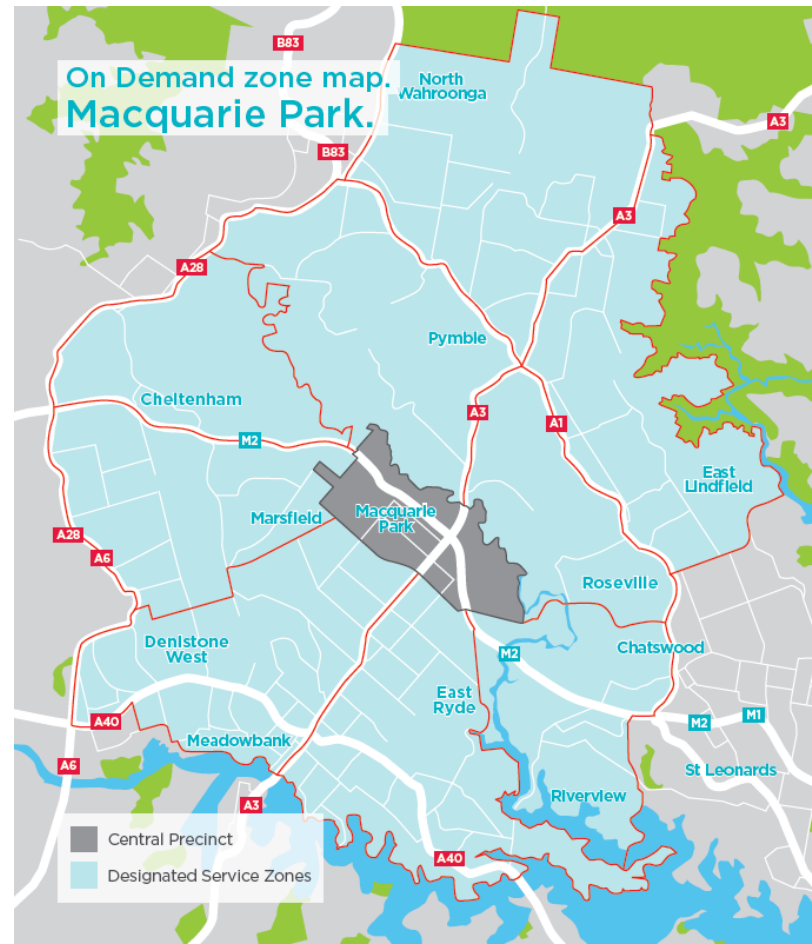 B83
On Demand zone map.
Macquarie Park.
North
Wahroonga
A3
B83
A3
A28
Pymble
Cheltenham
A3
A1
M2
East
Lindfield
Marsfield
Macquarie
Park
A28
A6
Roseville
Denistone
West
Chatswood
M2
East
Ryde
A40
M2
M1
Meadowbank
A6
St Leonards
Riverview
A3
Central Precinct
A40
Designated Service Zones